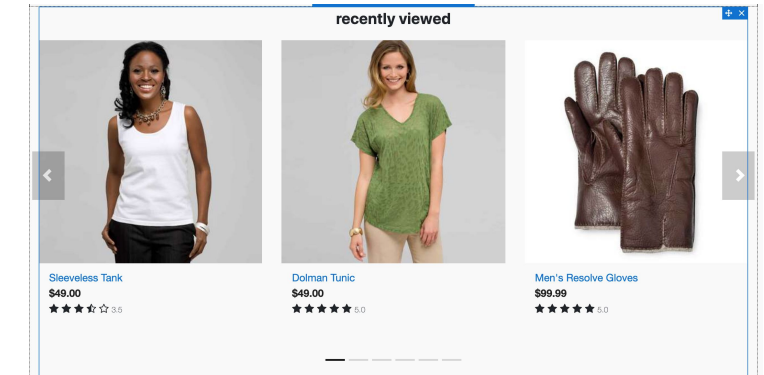 recently viewed
Sleeveless Tank
$49.00
3.5
Dolman Tunic
$49.00
5.0
Men's Resolve Gloves
$99.99
5.0